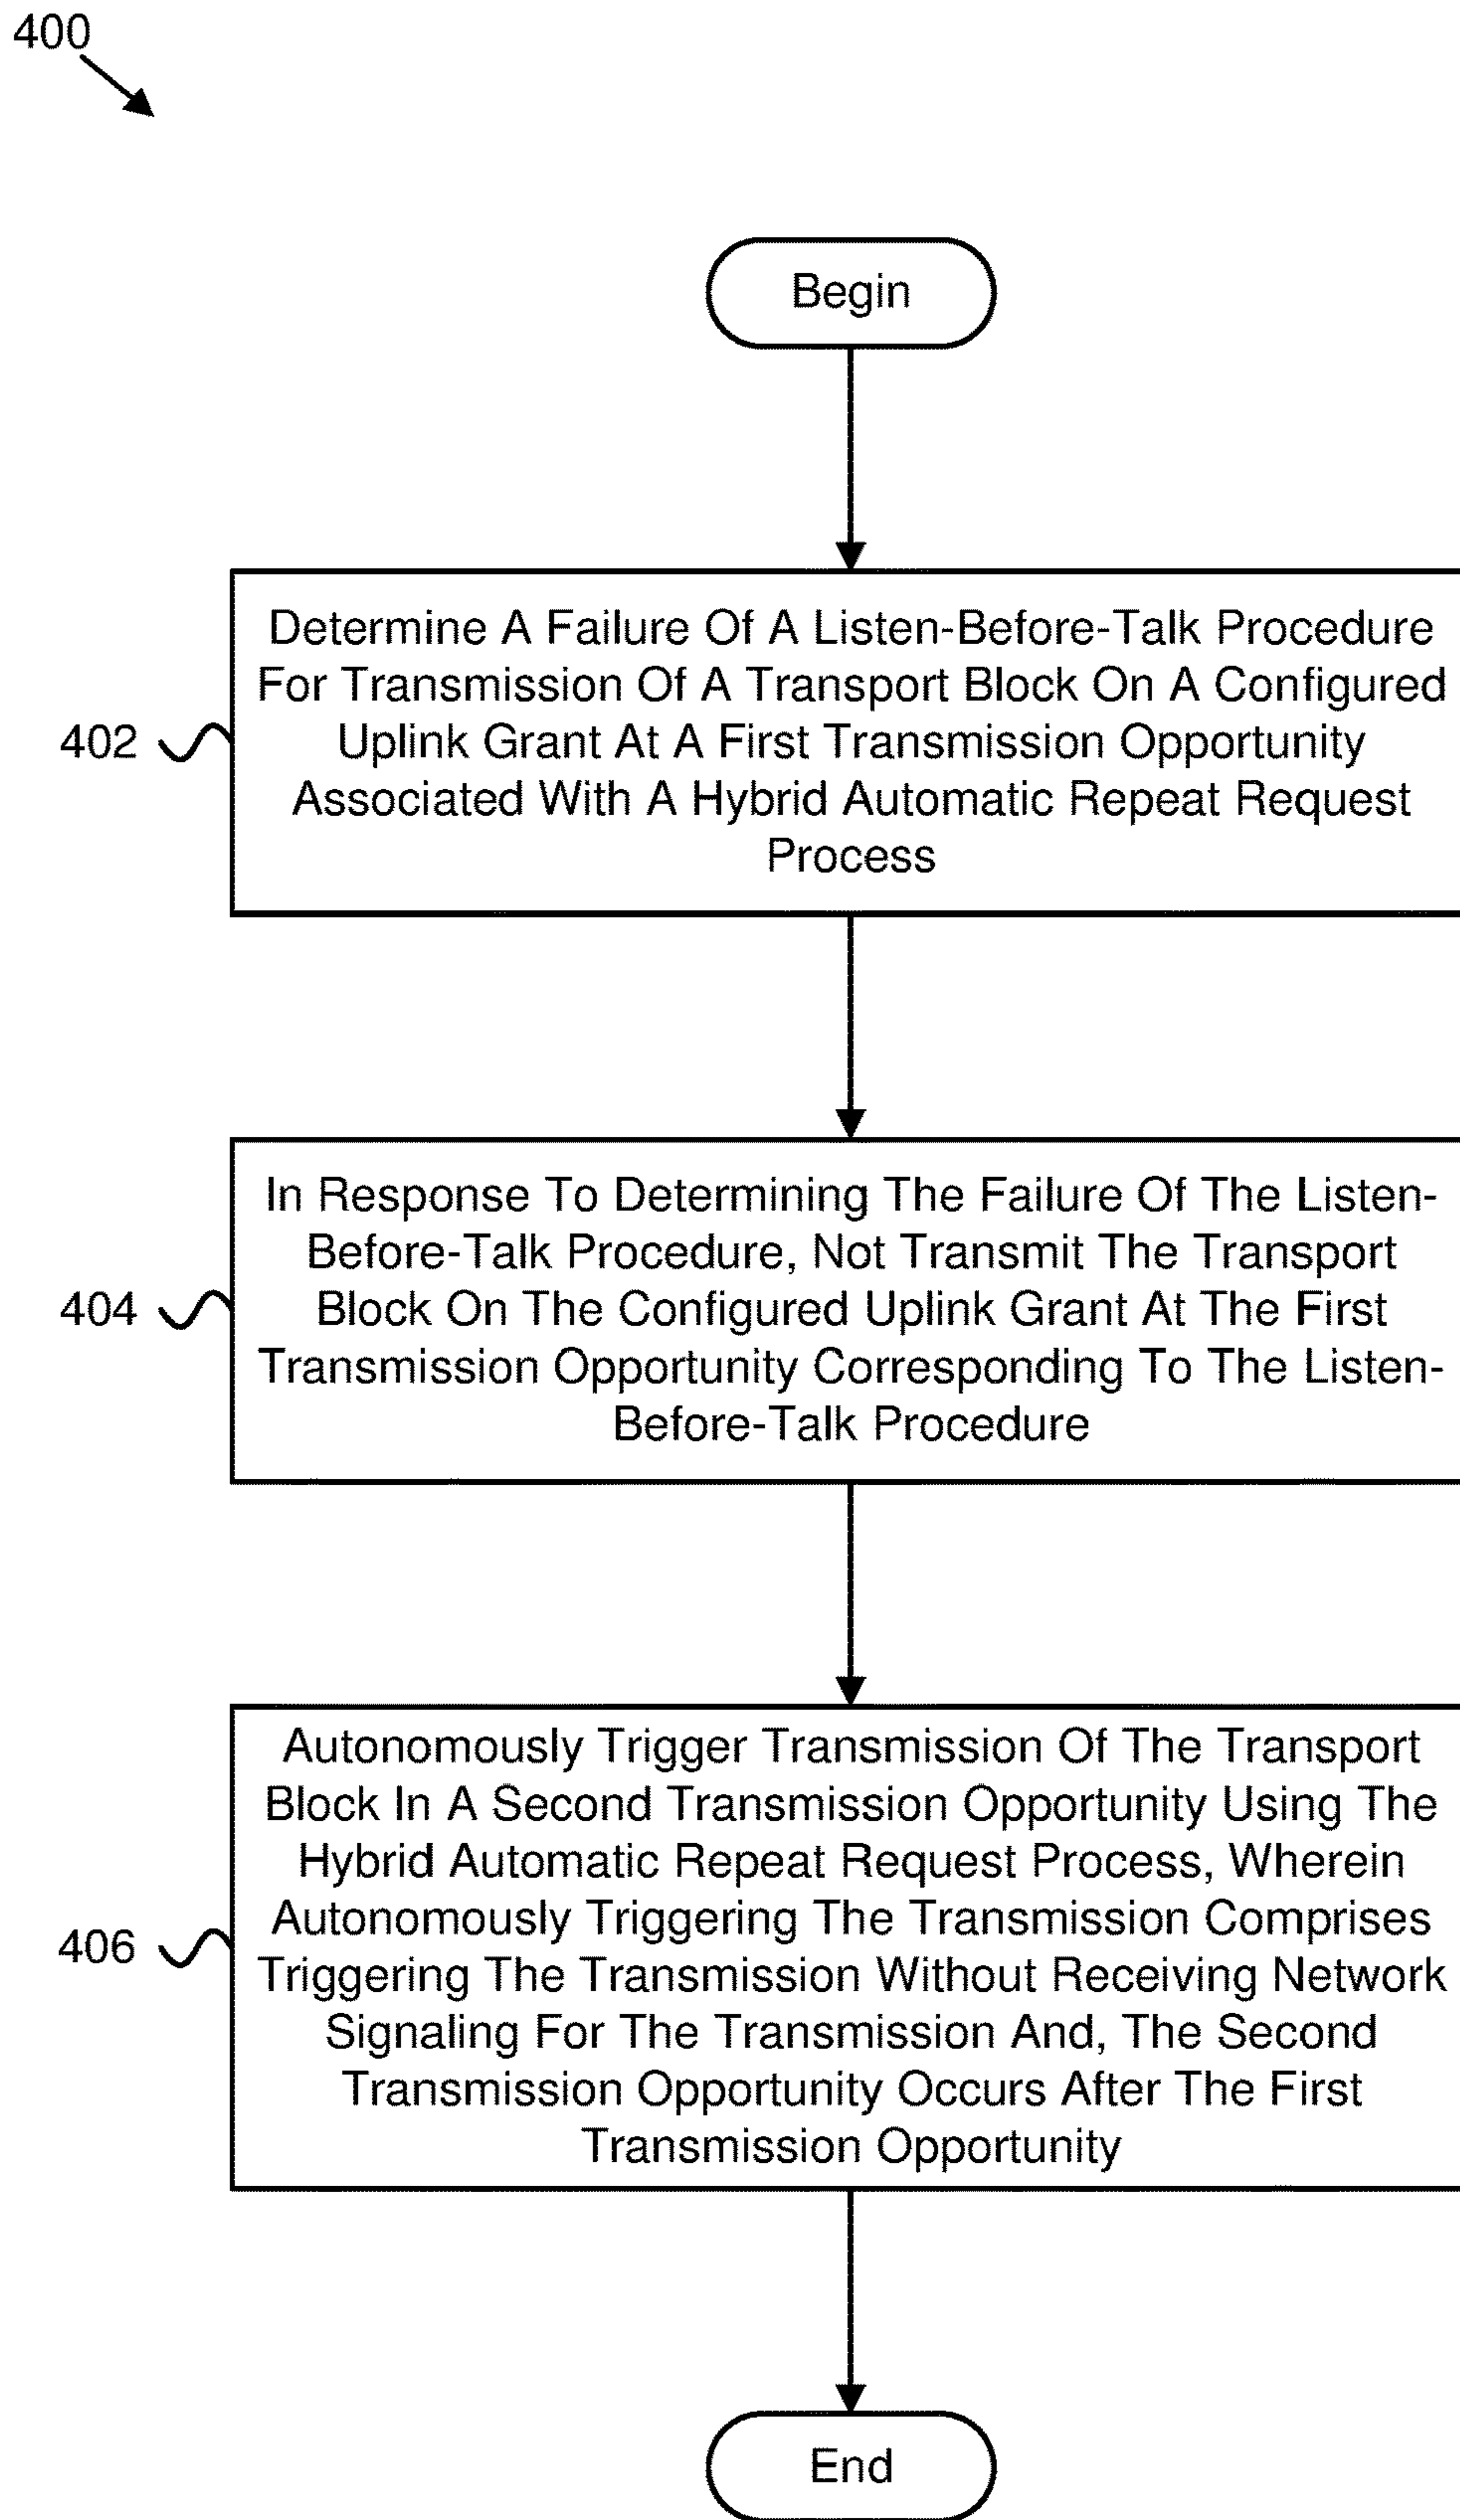 400
Begin
402
Determine A Failure Of A Listen-Before-Talk Procedure
For Transmission Of A Transport Block On A Configured
Uplink Grant At A First Transmission Opportunity
Associated With A Hybrid Automatic Repeat Request
Process
404
In Response To Determining The Failure Of The Listen-
Before-Talk Procedure, Not Transmit The Transport
Block On The Configured Uplink Grant At The First
Transmission Opportunity Corresponding To The Listen-
Before-Talk Procedure
406
Autonomously Trigger Transmission Of The Transport
Block In A Second Transmission Opportunity Using The
Hybrid Automatic Repeat Request Process, Wherein
Autonomously Triggering The Transmission Comprises
Triggering The Transmission Without Receiving Network
Signaling For The Transmission And, The Second
Transmission Opportunity Occurs After The First
Transmission Opportunity
End